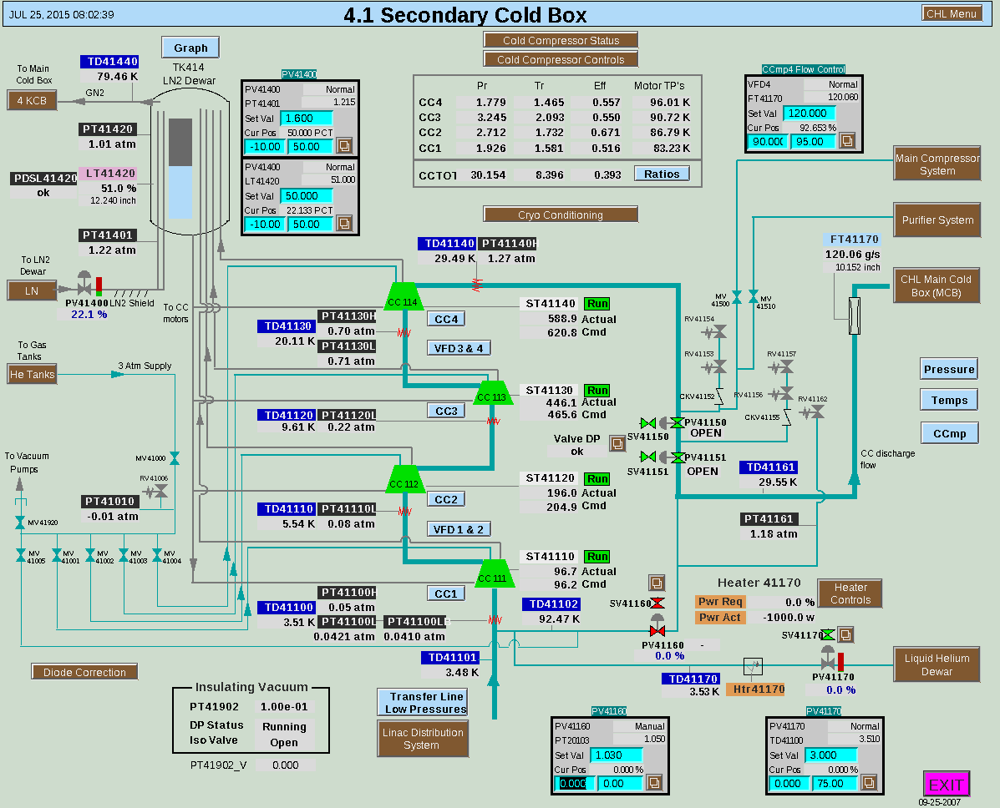 JUL 25, 2015 08:02:39
4.1 Secondary Cold Box
CHL Menu
Graph
TK414
LN2 Dewar
To Main
Cold Box
4 KCB
GN2
TD41440
79.46 K
PT41420
1.01 atm
PDSL41420
ok
LT41420
51.0 %
12.240 inch
PT41401
1.22 atm
To LN2
Dewar
LN
PV41400
22.1 %
LN2 Shield
To CC
motors
PV41400
PV41400 Normal
PT41401 1.215
Set Val 1.600
Cur Pos 50.000 PCT
-10.00 50.00
PV41400 Normal
LT41420 51.000
Set Val 50.000
Cur Pos 22.133 PCT
-10.00 50.00
Cold Compressor Status
Cold Compressor Controls
Pr Tr Eff Motor TP's
CC4 1.779 1.465 0.557 96.01 K
CC3 3.245 2.093 0.550 90.72 K
CC2 2.712 1.732 0.671 86.79 K
CC1 1.926 1.581 0.516 83.23 K
CCTOT 30.154 8.396 0.393 Ratios
Cryo Conditioning
CCmp4 Flow Control
VFD4 Normal
FT41170 120.060
Set Val 120.000
Cur Pos 92.653 %
90.000 95.00
Main Compressor
System
Purifier System
FT41170
120.06 g/s
10.152 inch
CHL Main Cold
Box (MCB)
TD41140 PT41140H
29.49 K 1.27 atm
CC 114
ST41140 Run
588.9 Actual
620.8 Cmd
CC4
VFD 3 & 4
TD41130
20.11 K
PT41130H
0.70 atm
PT41130L
0.71 atm
CC 113
ST41130 Run
446.1 Actual
465.6 Cmd
CC3
TD41120 PT41120L
9.61 K 0.22 atm
Valve DP
ok
CC 112
ST41120 Run
196.0 Actual
204.9 Cmd
CC2
VFD 1 & 2
TD41110 PT41110L
5.54 K 0.08 atm
CC 111
ST41110 Run
96.7 Actual
96.2 Cmd
CC1
TD41100
3.51 K
PT41100H
0.05 atm
PT41100L PT41100LB
0.0421 atm 0.0410 atm
TD41102
92.47 K
TD41101
3.48 K
To Gas
Tanks
He Tanks
3 Atm Supply
To Vacuum
Pumps
MV41000
RV41006
PT41010
-0.01 atm
MV41920
MV
41005
MV
41001
MV
41002
MV
41003
MV
41004
MV
41500
MV
41510
RV41154
RV41153
CKV41152
RV41157
RV41156
CKV41155
RV41162
SV41150
PV41150
OPEN
SV41151
PV41151
OPEN
TD41161
29.55 K
CC discharge
flow
PT41161
1.18 atm
Pressure
Temps
CCmp
Heater 41170
Pwr Req 0.0 %
Pwr Act -1000.0 w
Heater
Controls
SV41160
PV41160 -
0.0 %
SV41170
PV41170
0.0 %
TD41170
3.53 K
Htr41170
Liquid Helium
Dewar
Diode Correction
Insulating Vacuum
PT41902 1.00e-01
DP Status Running
Iso Valve Open
PT41902_V 0.000
Transfer Line
Low Pressures
Linac Distribution
System
PV41160
PV41160 Manual
PT20103 1.050
Set Val 1.030
Cur Pos 0.000 %
0.000 0.00
PV41170
PV41170 Normal
TD41100 3.510
Set Val 3.000
Cur Pos 0.000 %
0.000 75.00
EXIT
09-25-2007